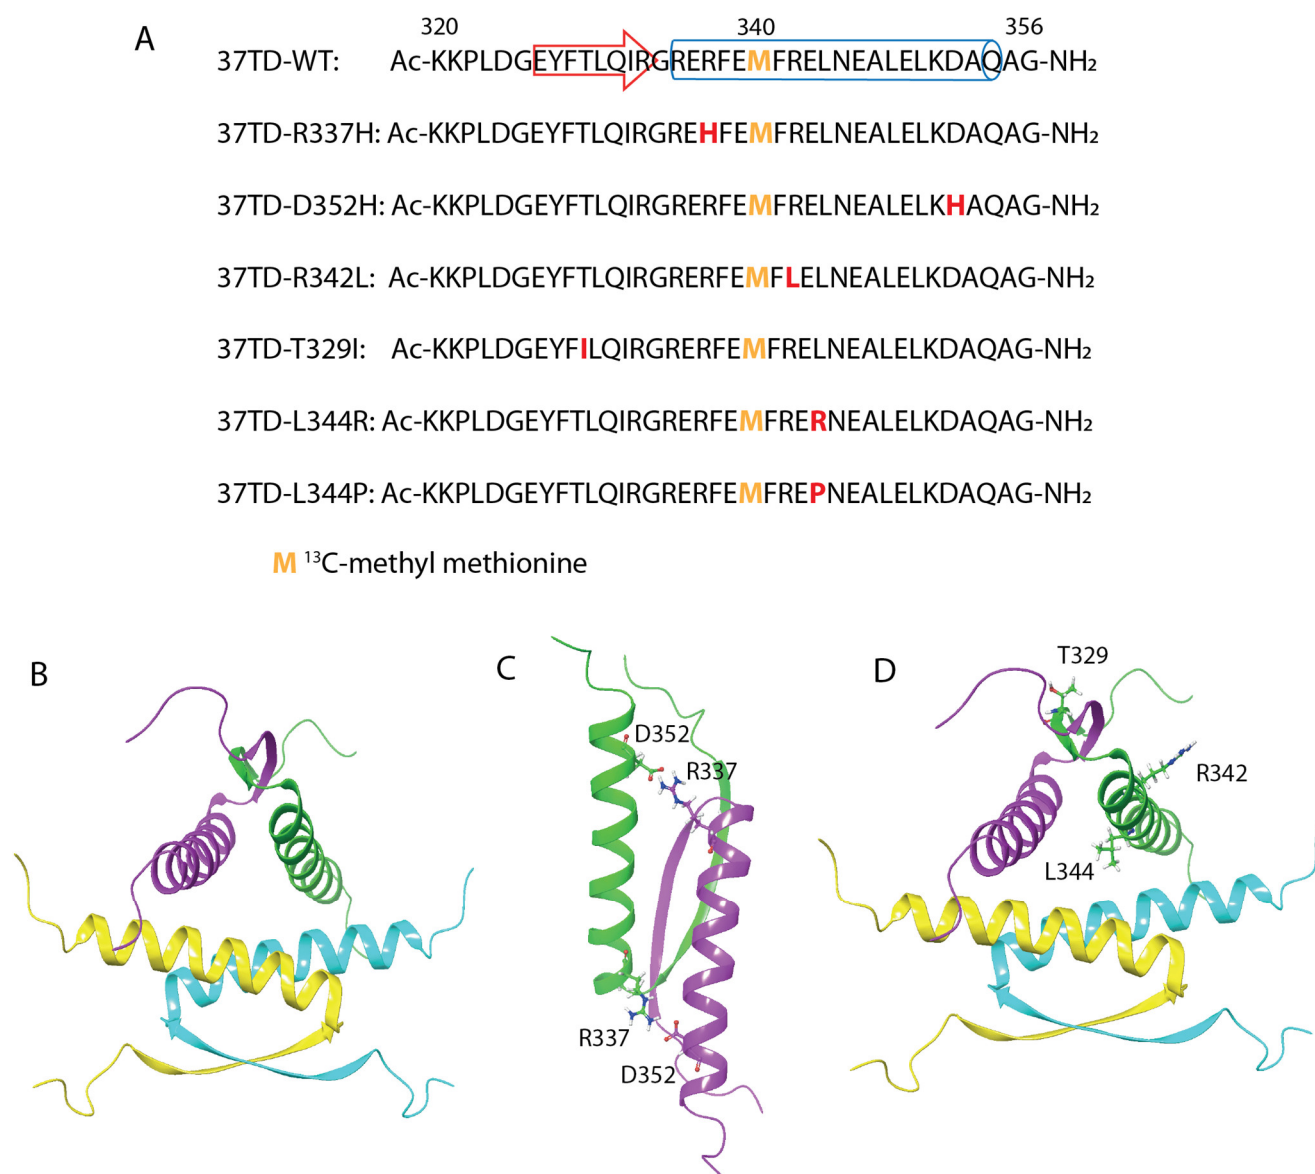 A
320 340 356
37TD-WT: Ac-KKPLDGEYFTLQIRGRERFEMFRELNEALELKDAQAG-NH₂
37TD-R337H: Ac-KKPLDGEYFTLQIRGREHFEMFRELNEALELKDAQAG-NH₂
37TD-D352H: Ac-KKPLDGEYFTLQIRGRERFEMFRELNEALELKHAQAG-NH₂
37TD-R342L: Ac-KKPLDGEYFTLQIRGRERFEMFLELNEALELKDAQAG-NH₂
37TD-T329I: Ac-KKPLDGEYFILQIRGRERFEMFRELNEALELKDAQAG-NH₂
37TD-L344R: Ac-KKPLDGEYFTLQIRGRERFEMFRERNEALELKDAQAG-NH₂
37TD-L344P: Ac-KKPLDGEYFTLQIRGRERFEMFREPNEALELKDAQAG-NH₂
M ¹³C-methyl methionine
B
C
D352
R337
R337
D352
D
T329
R342
L344